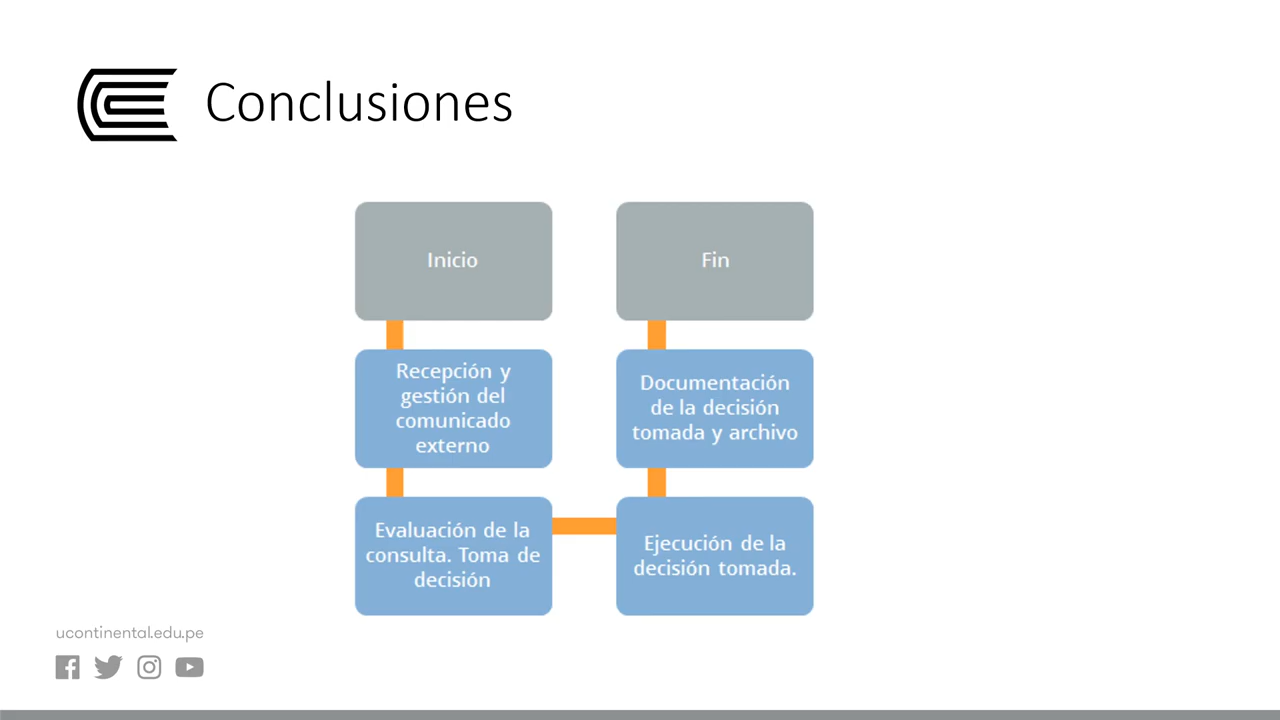 Conclusiones
Inicio
Recepción y
gestión del
comunicado
externo
Evaluación de la
consulta. Toma de
decisión
Ejecución de la
decisión tomada.
Documentación
de la decisión
tomada y archivo
Fin
ucontinental.edu.pe